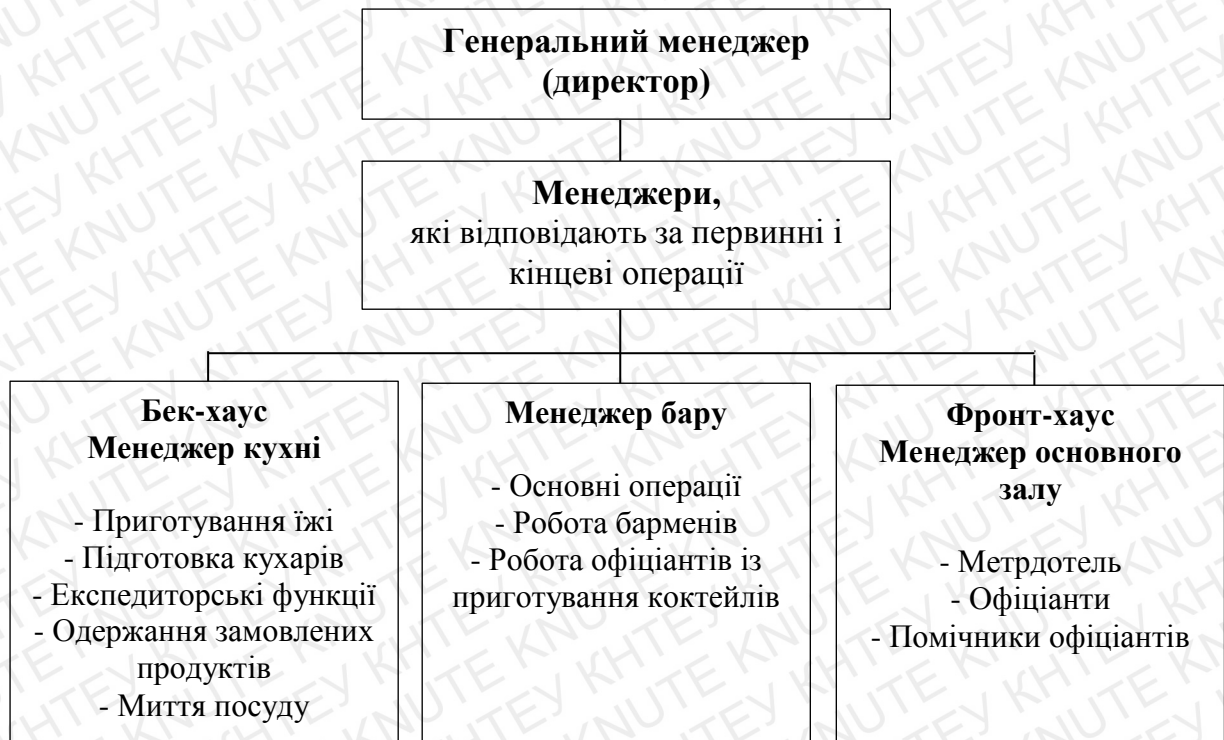 Генеральний менеджер
(директор)
Менеджери,
які відповідають за первинні і
кінцеві операції
Бек-хаус
Менеджер кухні
- Приготування їжі
- Підготовка кухарів
- Експедиторські функції
- Одержання замовлених
продуктів
- Миття посуду
Менеджер бару
- Основні операції
- Робота барменів
- Робота офіціантів із
приготування коктейлів
Фронт-хаус
Менеджер основного
залу
- Метрдотель
- Офіціанти
- Помічники офіціантів